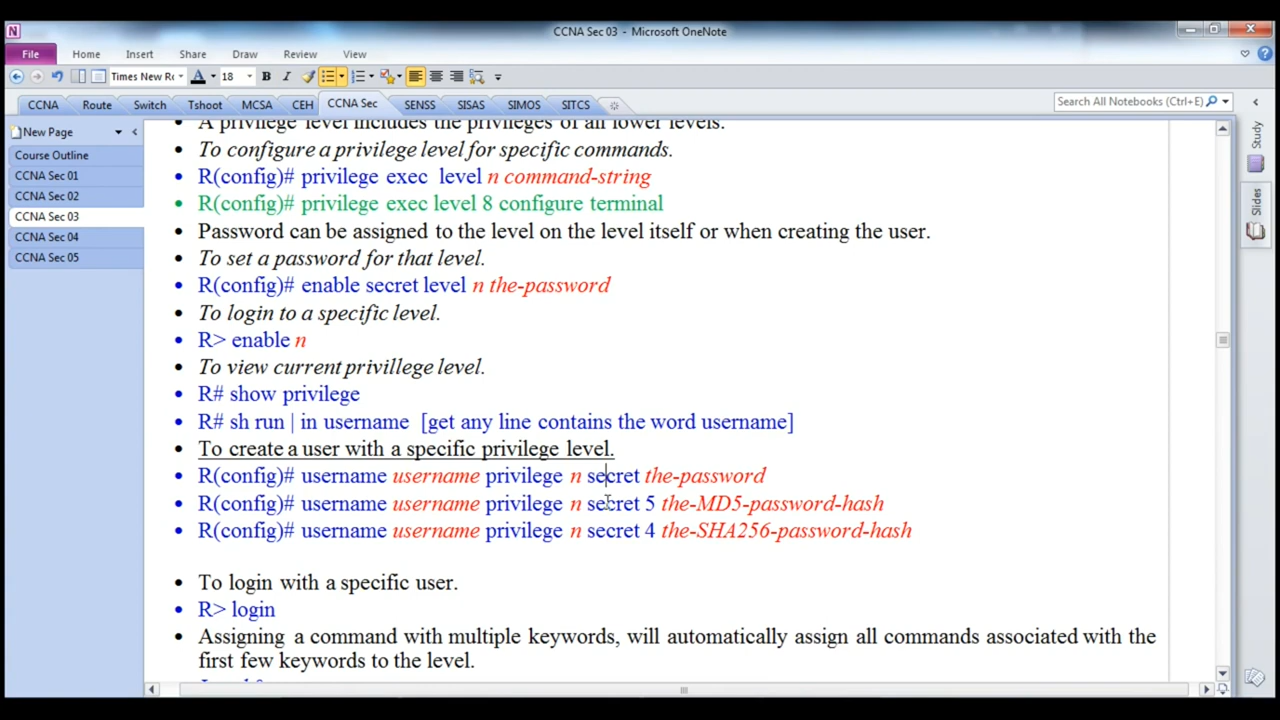 CCNA Sec 03 - Microsoft OneNote
File Home Insert Share Draw Review View
Times New Ro 18 B I
CCNA Route Switch Tshoot MCSA CEH CCNA Sec SENSS SISAS SIMOS SITCS Search All Notebooks (Ctrl+E)
New Page
Course Outline
CCNA Sec 01
CCNA Sec 02
CCNA Sec 03
CCNA Sec 04
CCNA Sec 05
Study
Slides
• A privilege level includes the privileges of all lower levels.
• To configure a privilege level for specific commands.
• R(config)# privilege exec level n command-string
• R(config)# privilege exec level 8 configure terminal
• Password can be assigned to the level on the level itself or when creating the user.
• To set a password for that level.
• R(config)# enable secret level n the-password
• To login to a specific level.
• R> enable n
• To view current privillege level.
• R# show privilege
• R# sh run | in username [get any line contains the word username]
• To create a user with a specific privilege level.
• R(config)# username username privilege n secret the-password
• R(config)# username username privilege n secret 5 the-MD5-password-hash
• R(config)# username username privilege n secret 4 the-SHA256-password-hash
• To login with a specific user.
• R> login
• Assigning a command with multiple keywords, will automatically assign all commands associated with the
first few keywords to the level.